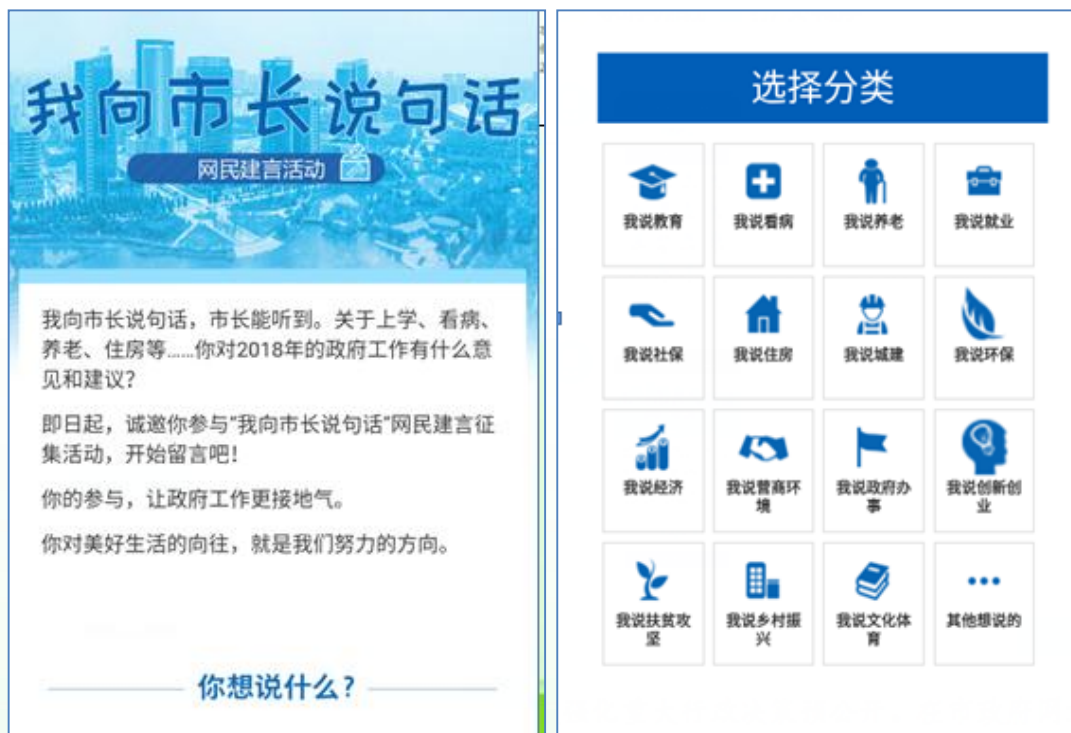 我向市长说句话
网民建言活动
我向市长说句话，市长能听到。关于上学、看病、
养老、住房等......你对2018年的政府工作有什么意
见和建议？
即日起，诚邀你参与“我向市长说句话”网民建言征
集活动，开始留言吧！
你的参与，让政府工作更接地气。
你对美好生活的向往，就是我们努力的方向。
你想说什么？
选择分类
我说教育
我说看病
我说养老
我说就业
我说社保
我说住房
我说城建
我说环保
我说经济
我说营商环
境
我说政府办
事
我说创新创
业
我说扶贫攻
坚
我说乡村振
兴
我说文化体
育
其他想说的